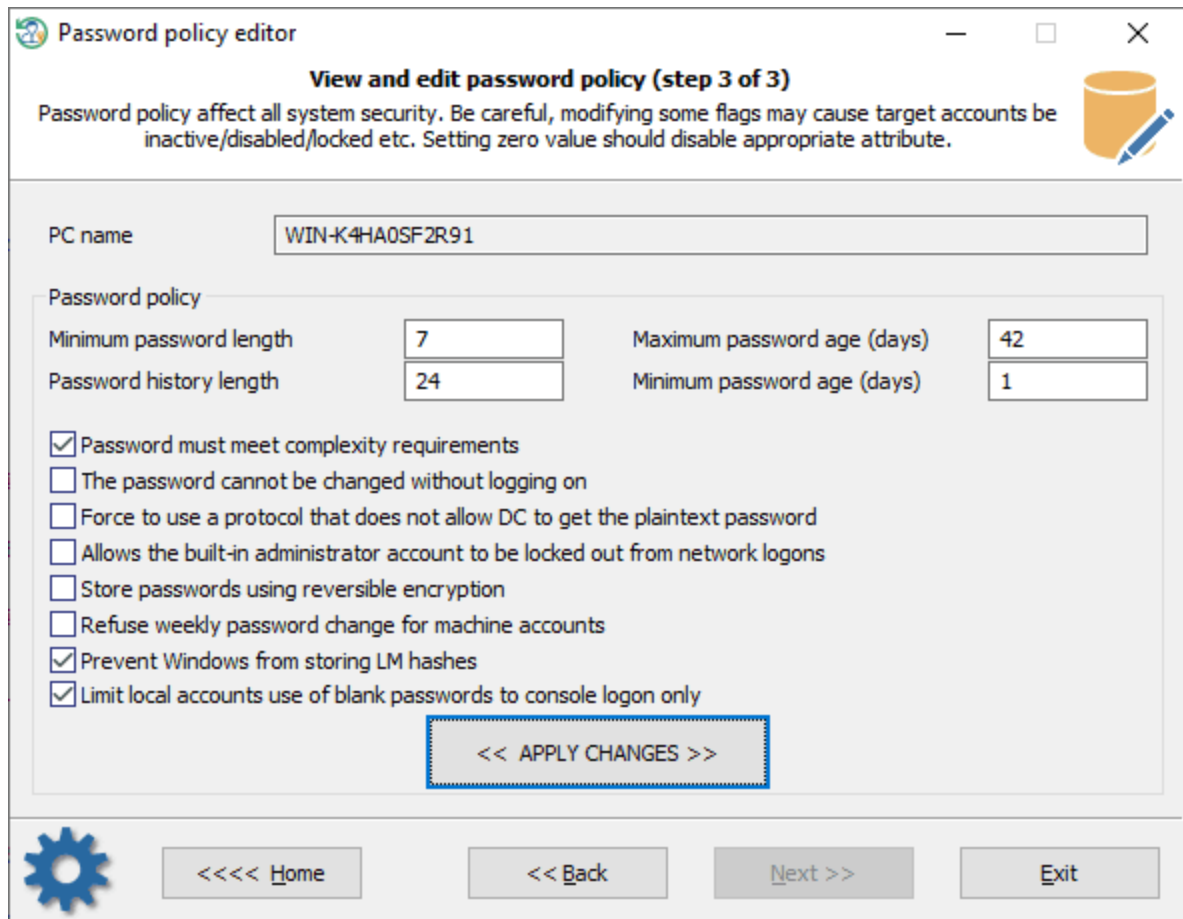 Password policy editor
View and edit password policy (step 3 of 3)
Password policy affect all system security. Be careful, modifying some flags may cause target accounts be
inactive/disabled/locked etc. Setting zero value should disable appropriate attribute.
PC name WIN-K4HA0SF2R91
Password policy
Minimum password length 7 Maximum password age (days) 42
Password history length 24 Minimum password age (days) 1
Password must meet complexity requirements
The password cannot be changed without logging on
Force to use a protocol that does not allow DC to get the plaintext password
Allows the built-in administrator account to be locked out from network logons
Store passwords using reversible encryption
Refuse weekly password change for machine accounts
Prevent Windows from storing LM hashes
Limit local accounts use of blank passwords to console logon only
<< APPLY CHANGES >>
<<<< Home << Back Next >> Exit